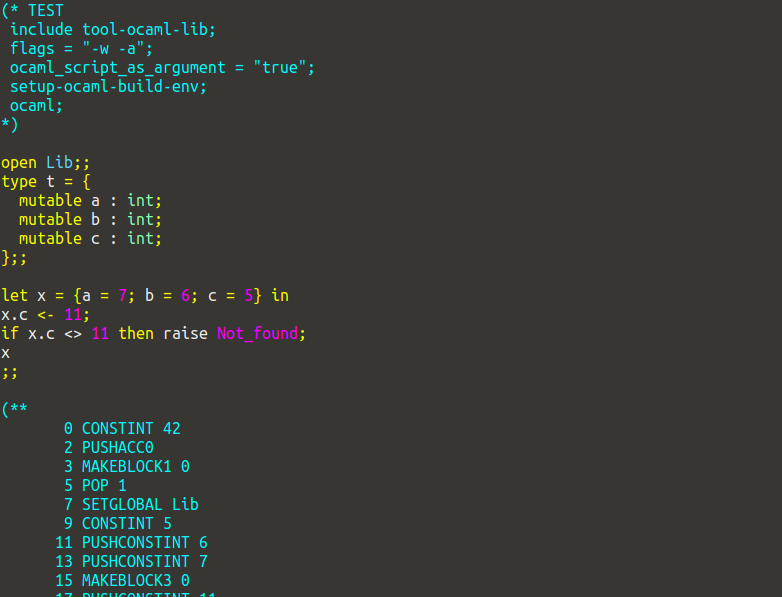 (* TEST
 include tool-ocaml-lib;
 flags = "-w -a";
 ocaml_script_as_argument = "true";
 setup-ocaml-build-env;
 ocaml;
*)

open Lib;;
type t = {
  mutable a : int;
  mutable b : int;
  mutable c : int;
};;

let x = {a = 7; b = 6; c = 5} in
x.c <- 11;
if x.c <> 11 then raise Not_found;
x
;;

(**
       0 CONSTINT 42
       2 PUSHACC0
       3 MAKEBLOCK1 0
       5 POP 1
       7 SETGLOBAL Lib
       9 CONSTINT 5
      11 PUSHCONSTINT 6
      13 PUSHCONSTINT 7
      15 MAKEBLOCK3 0
      17 PUSHCONSTINT 11